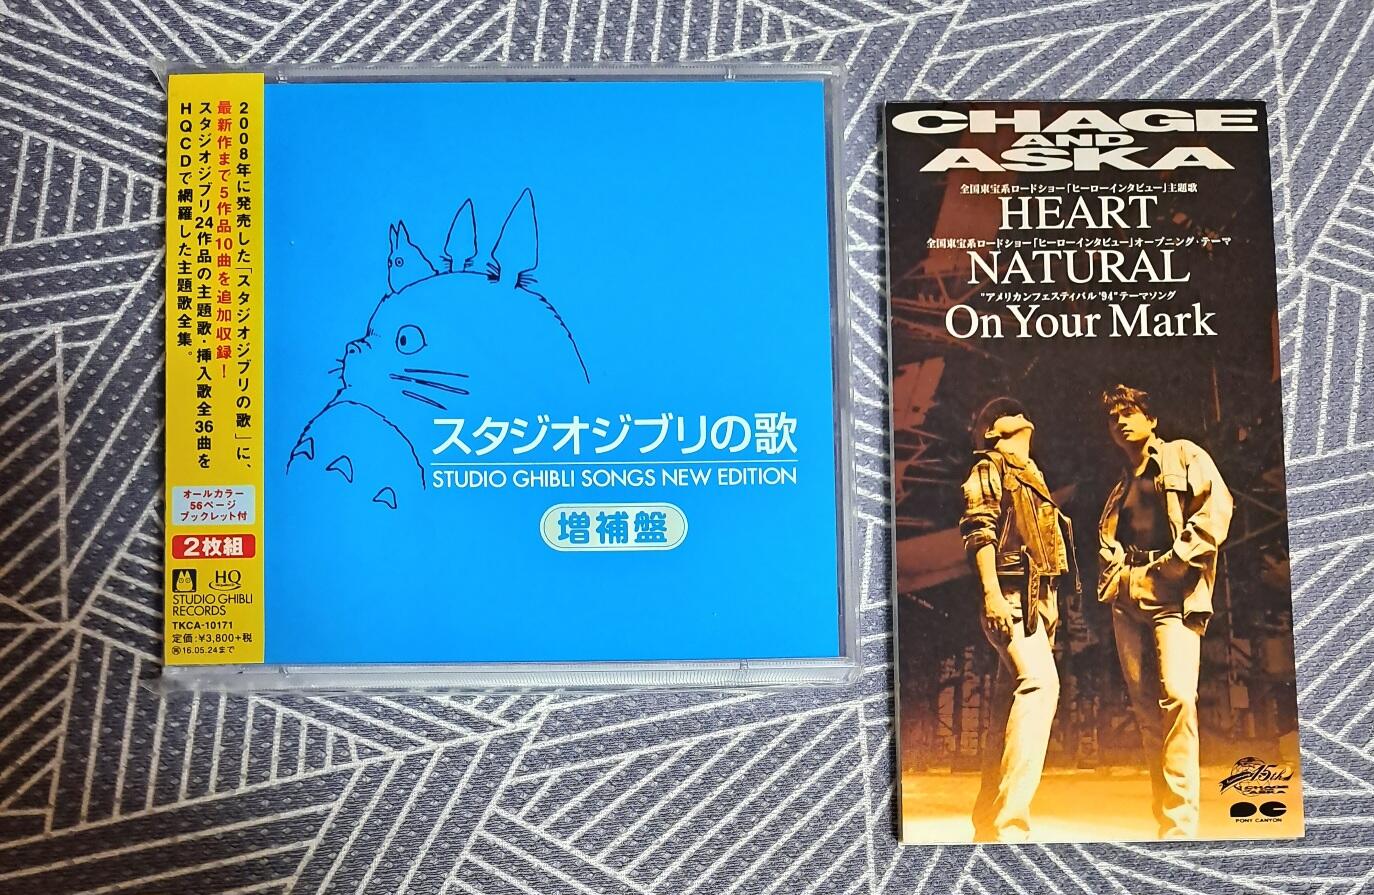 2008年に発売した「スタジオジブリの歌」に、
最新作まで5作品10曲を追加収録!
スタジオジブリ24作品の主題歌・挿入歌全36曲を
HQCDで網羅した主題歌全集。
オールカラー
56ページ
ブックレット付
2枚組
HQ
STUDIO GHIBLI
RECORDS
TKCA-10171
定価:¥3,800+税
16.05.24まで
スタジオジブリの歌
STUDIO GHIBLI SONGS NEW EDITION
増補盤
CHAGE
AND
ASKA
全国東宝系ロードショー「ヒーローインタビュー」主題歌
HEART
全国東宝系ロードショー「ヒーローインタビュー」オープニング・テーマ
NATURAL
"アメリカンフェスティバル '94" テーマソング
On Your Mark
15th
CHAGE
ASKA
PONY CANYON